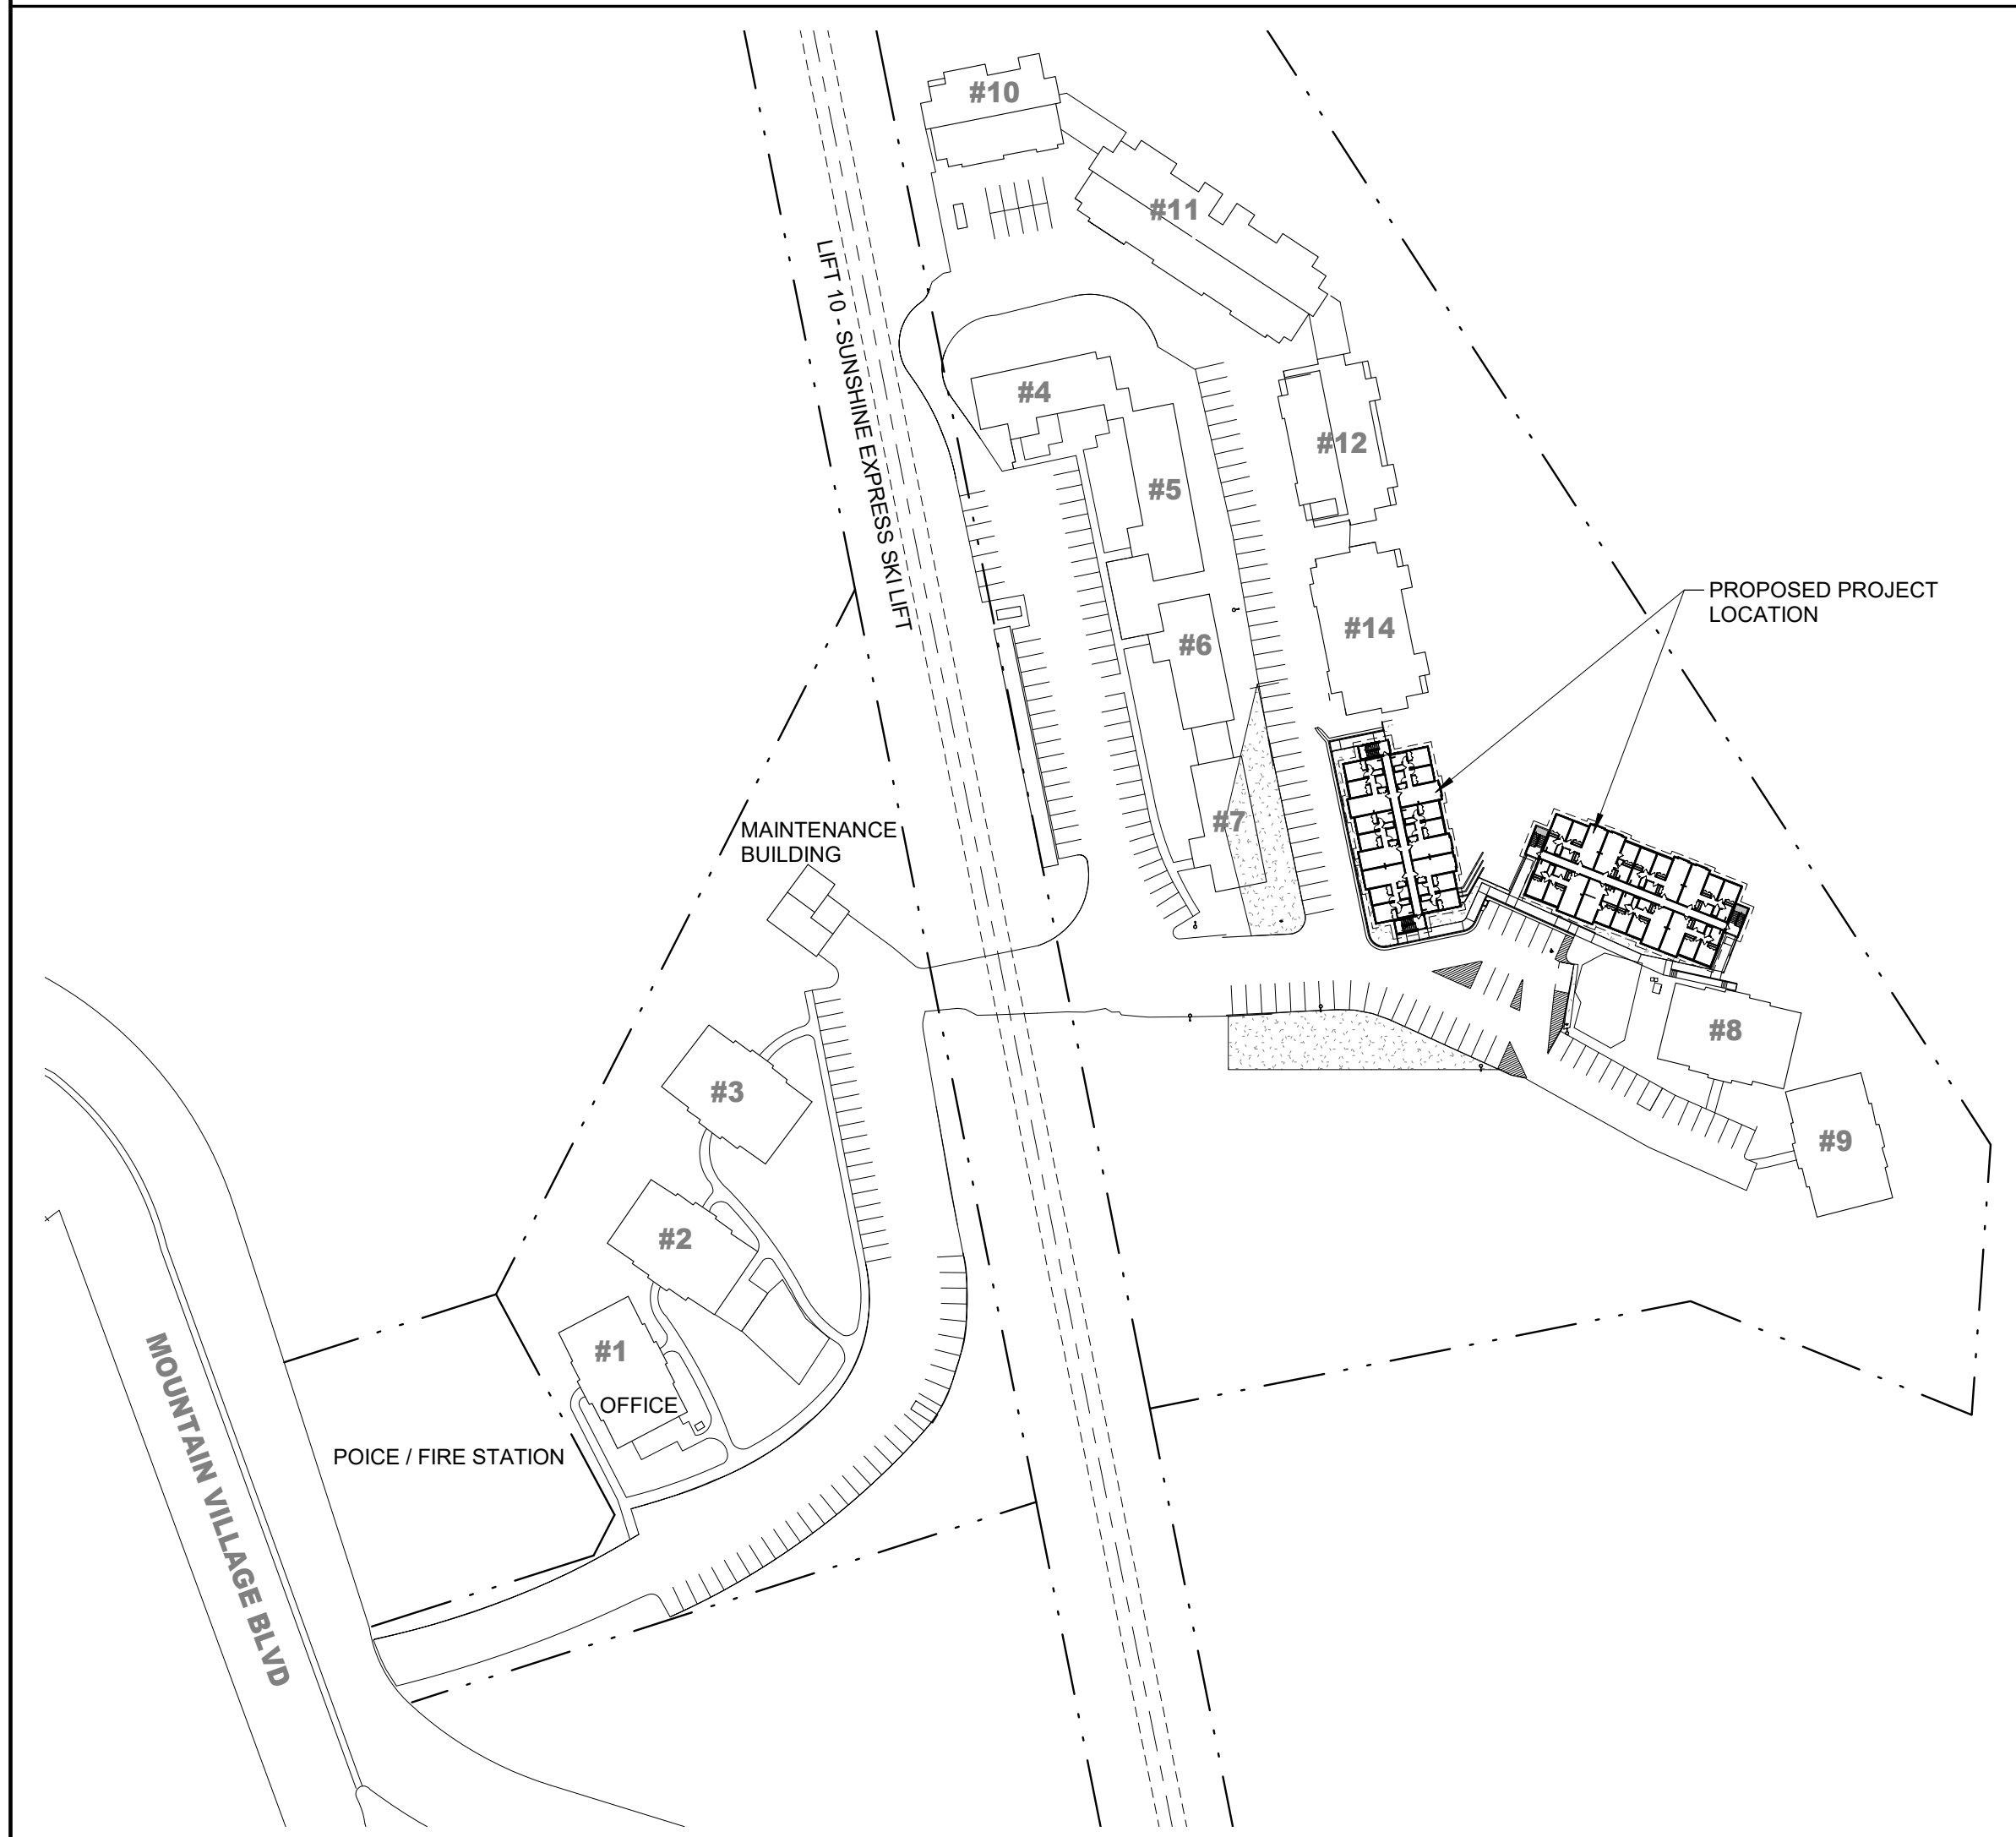 #10
#11
LIFT 10 - SUNSHINE EXPRESS SKI LIFT
#4
#12
#5
PROPOSED PROJECT
LOCATION
#14
#6
#7
MAINTENANCE
BUILDING
#8
#3
#9
#2
#1
OFFICE
POICE / FIRE STATION
MOUNTAIN VILLAGE BLVD